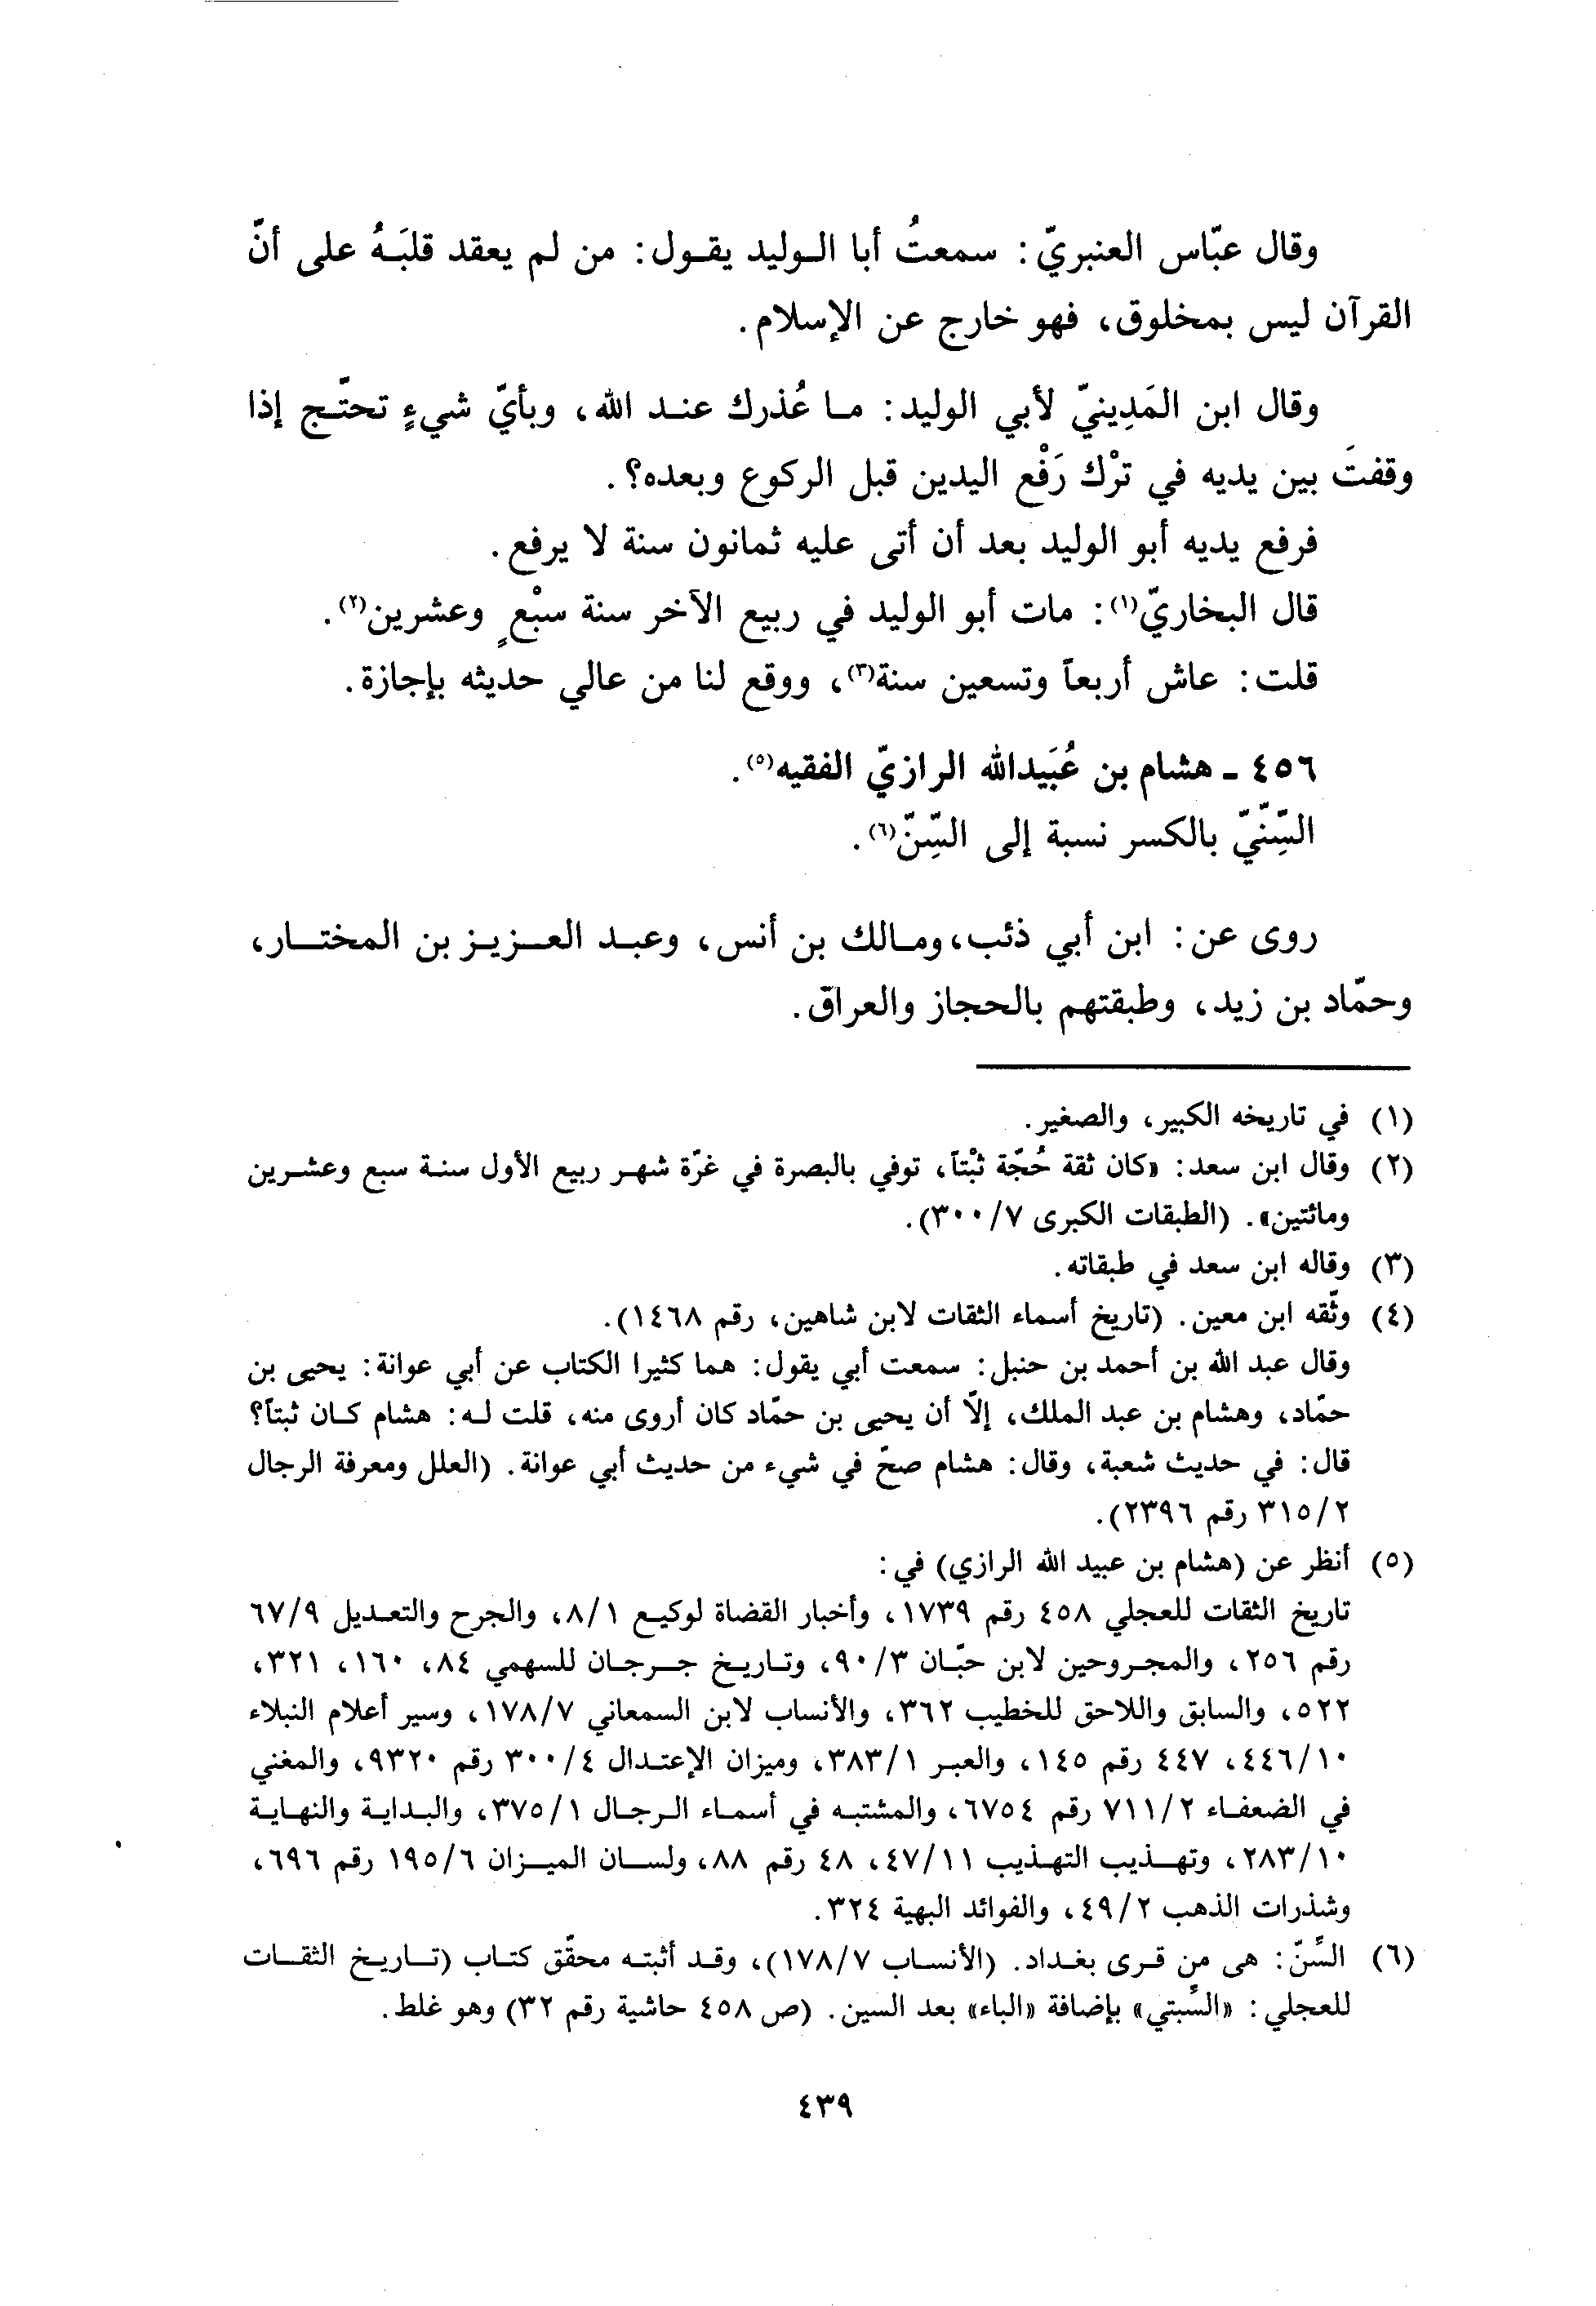 وقال عبّاس العنبريّ: سمعتُ أبا الوليد يقول: من لم يعقد قلبَهُ على أنّ
القرآن ليس بمخلوق، فهو خارج عن الإسلام.
وقال ابن المَدِينيّ لأبي الوليد: ما عُذرك عند الله، وبأيّ شيءٍ تحتّج إذا
وقفتَ بين يديه في ترْك رَفْع اليدين قبل الركوع وبعده؟.
فرفع يديه أبو الوليد بعد أن أتى عليه ثمانون سنة لا يرفع.
قال البخاريّ(١): مات أبو الوليد في ربيع الآخر سنة سبْعٍ وعشرين(٢).
قلت: عاش أربعاً وتسعين سنة(٣)، ووقع لنا من عالي حديثه بإجازة.
٤٥٦ - هشام بن عُبَيدالله الرازيّ الفقيه(٥).
السِّنّيّ بالكسر نسبة إلى السِّنّ(٦).
روى عن: ابن أبي ذئب، ومالك بن أنس، وعبد العزيز بن المختار،
وحمّاد بن زيد، وطبقتهم بالحجاز والعراق.
(١) في تاريخه الكبير، والصغير.
(٢) وقال ابن سعد: «كان ثقة حُجّة ثبْتاً، توفي بالبصرة في غرّة شهر ربيع الأول سنة سبع وعشرين
ومائتين». (الطبقات الكبرى ٣٠٠/٧).
(٣) وقاله ابن سعد في طبقاته.
(٤) وثّقه ابن معين. (تاريخ أسماء الثقات لابن شاهين، رقم ١٤٦٨).
وقال عبد الله بن أحمد بن حنبل: سمعت أبي يقول: هما كثيرا الكتاب عن أبي عوانة: يحيى بن
حمّاد، وهشام بن عبد الملك، إلّا أن يحيى بن حمّاد كان أروى منه، قلت له: هشام كان ثبتاً؟
قال: في حديث شعبة، وقال: هشام صحّ في شيء من حديث أبي عوانة. (العلل ومعرفة الرجال
٣١٥/٢ رقم ٢٣٩٦).
(٥) أنظر عن (هشام بن عبيد الله الرازي) في:
تاريخ الثقات للعجلي ٤٥٨ رقم ١٧٣٩، وأخبار القضاة لوكيع ٨/١، والجرح والتعديل ٦٧/٩
رقم ٢٥٦، والمجروحين لابن حبّان ٩٠/٣، وتاريخ جرجان للسهمي ٨٤، ١٦٠، ٣٢١،
٥٢٢، والسابق واللاحق للخطيب ٣٦٢، والأنساب لابن السمعاني ١٧٨/٧، وسير أعلام النبلاء
٤٤٦/١٠، ٤٤٧ رقم ١٤٥، والعبر ٣٨٣/١، وميزان الإعتدال ٣٠٠/٤ رقم ٩٣٢٠، والمغني
في الضعفاء ٧١١/٢ رقم ٦٧٥٤، والمشتبه في أسماء الرجال ٣٧٥/١، والبداية والنهاية
٢٨٣/١٠، وتهذيب التهذيب ٤٧/١١، ٤٨ رقم ٨٨، ولسان الميزان ١٩٥/٦ رقم ٦٩٦،
وشذرات الذهب ٤٩/٢، والفوائد البهية ٣٢٤.
(٦) السِّنّ: هى من قرى بغداد. (الأنساب ١٧٨/٧)، وقد أثبته محقّق كتاب (تاريخ الثقات
للعجلي: «السِّبتي» بإضافة «الباء» بعد السين. (ص ٤٥٨ حاشية رقم ٣٢) وهو غلط.
٤٣٩